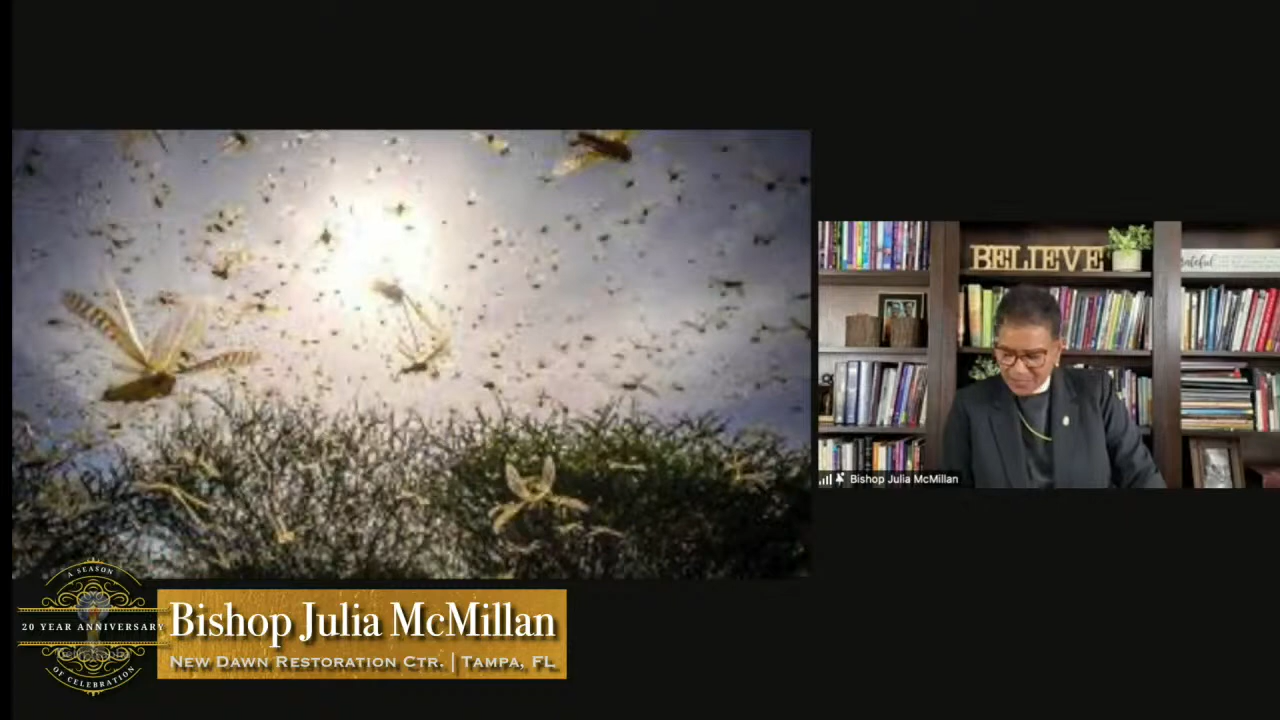 BELIEVE
grateful
Bishop Julia McMillan
A SEASON
20 YEAR ANNIVERSARY
OF CELEBRATION
Bishop Julia McMillan
New Dawn Restoration Ctr. | Tampa, FL